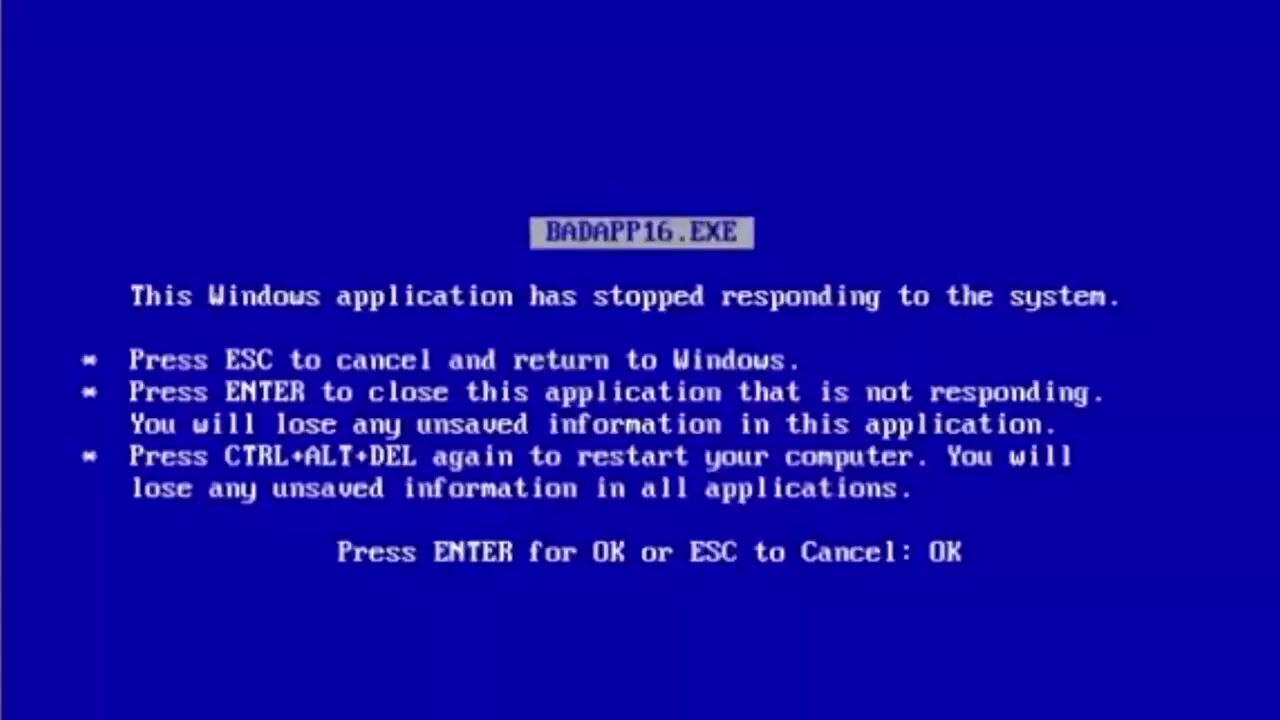 BADAPP16.EXE
This Windows application has stopped responding to the system.
* Press ESC to cancel and return to Windows.
* Press ENTER to close this application that is not responding.
You will lose any unsaved information in this application.
* Press CTRL+ALT+DEL again to restart your computer. You will
lose any unsaved information in all applications.
Press ENTER for OK or ESC to Cancel: OK